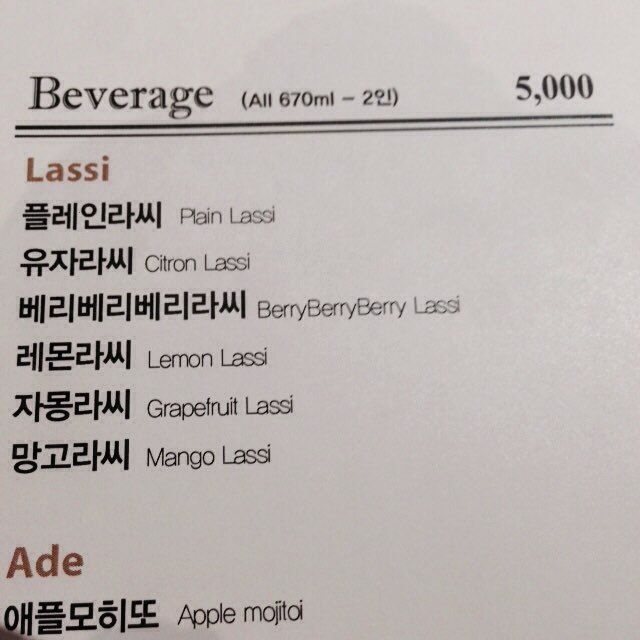 Beverage (All 670ml - 2인) 5,000
Lassi
플레인라씨 Plain Lassi
유자라씨 Citron Lassi
베리베리베리라씨 BerryBerryBerry Lassi
레몬라씨 Lemon Lassi
자몽라씨 Grapefruit Lassi
망고라씨 Mango Lassi
Ade
애플모히또 Apple mojitoi